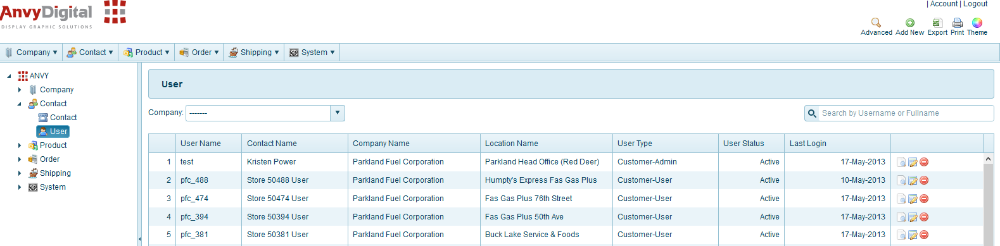 AnvyDigital
DISPLAY GRAPHIC SOLUTIONS
| Account | Logout
Advanced Add New Export Print Theme
Company Contact Product Order Shipping System
ANVY
Company
Contact
Contact
User
Product
Order
Shipping
System
User
Company: ------- Search by Username or Fullname
User Name Contact Name Company Name Location Name User Type User Status Last Login
1 test Kristen Power Parkland Fuel Corporation Parkland Head Office (Red Deer) Customer-Admin Active 17-May-2013
2 pfc_488 Store 50488 User Parkland Fuel Corporation Humpty's Express Fas Gas Plus Customer-User Active 10-May-2013
3 pfc_474 Store 50474 User Parkland Fuel Corporation Fas Gas Plus 76th Street Customer-User Active 17-May-2013
4 pfc_394 Store 50394 User Parkland Fuel Corporation Fas Gas Plus 50th Ave Customer-User Active 17-May-2013
5 pfc_381 Store 50381 User Parkland Fuel Corporation Buck Lake Service & Foods Customer-User Active 17-May-2013